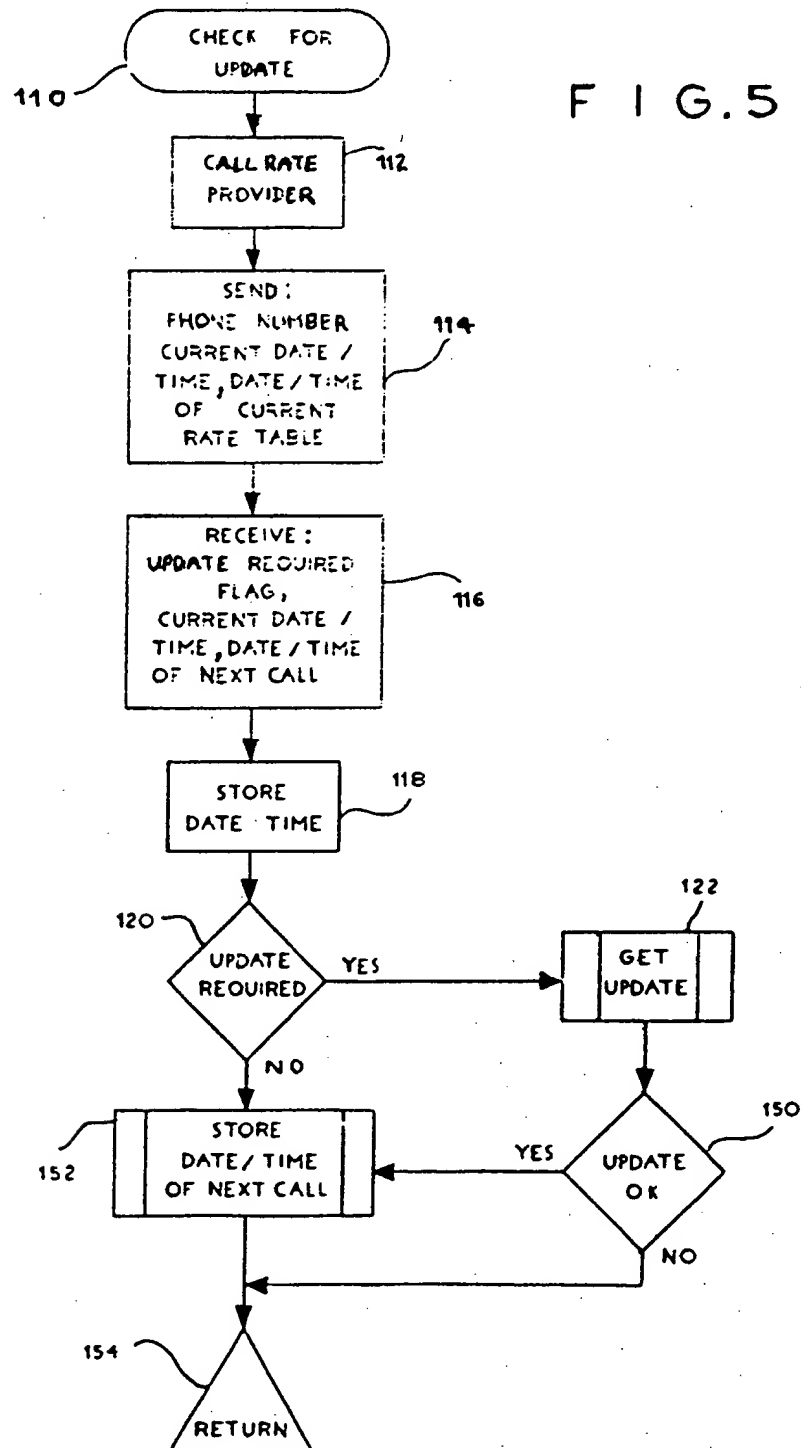 CHECK FOR
UPDATE
110
F I G.5
CALL RATE
PROVIDER
112
SEND:
PHONE NUMBER
CURRENT DATE /
TIME, DATE / TIME
OF CURRENT
RATE TABLE
114
RECEIVE:
UPDATE REQUIRED
FLAG,
CURRENT DATE /
TIME, DATE / TIME
OF NEXT CALL
116
STORE
DATE TIME
118
120
UPDATE
REQUIRED
YES
NO
122
GET
UPDATE
150
UPDATE
OK
YES
NO
152
STORE
DATE/TIME
OF NEXT CALL
154
RETURN